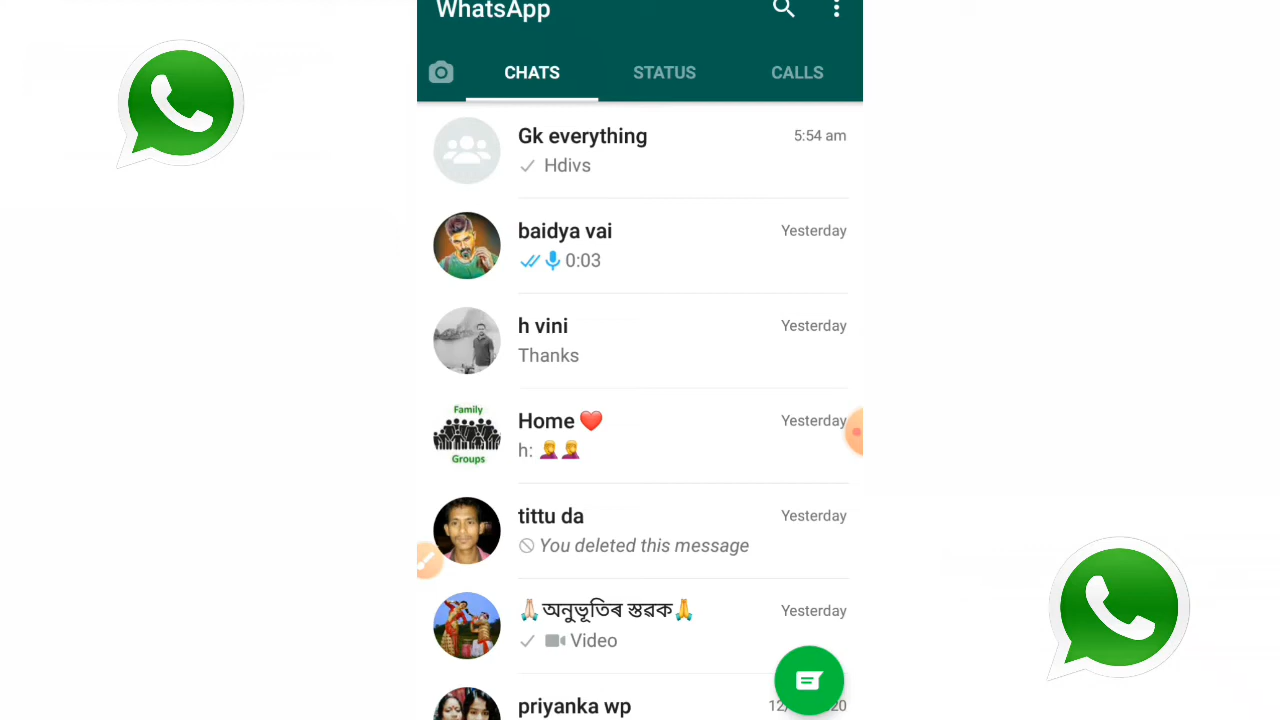 WhatsApp
CHATS STATUS CALLS
Gk everything 5:54 am
Hdivs
baidya vai Yesterday
0:03
h vini Yesterday
Thanks
Family
Groups
Home ❤️ Yesterday
h: 🤦🤦
tittu da Yesterday
You deleted this message
🙏🏻অনুভূতিৰ স্তৱক🙏 Yesterday
Video
priyanka wp